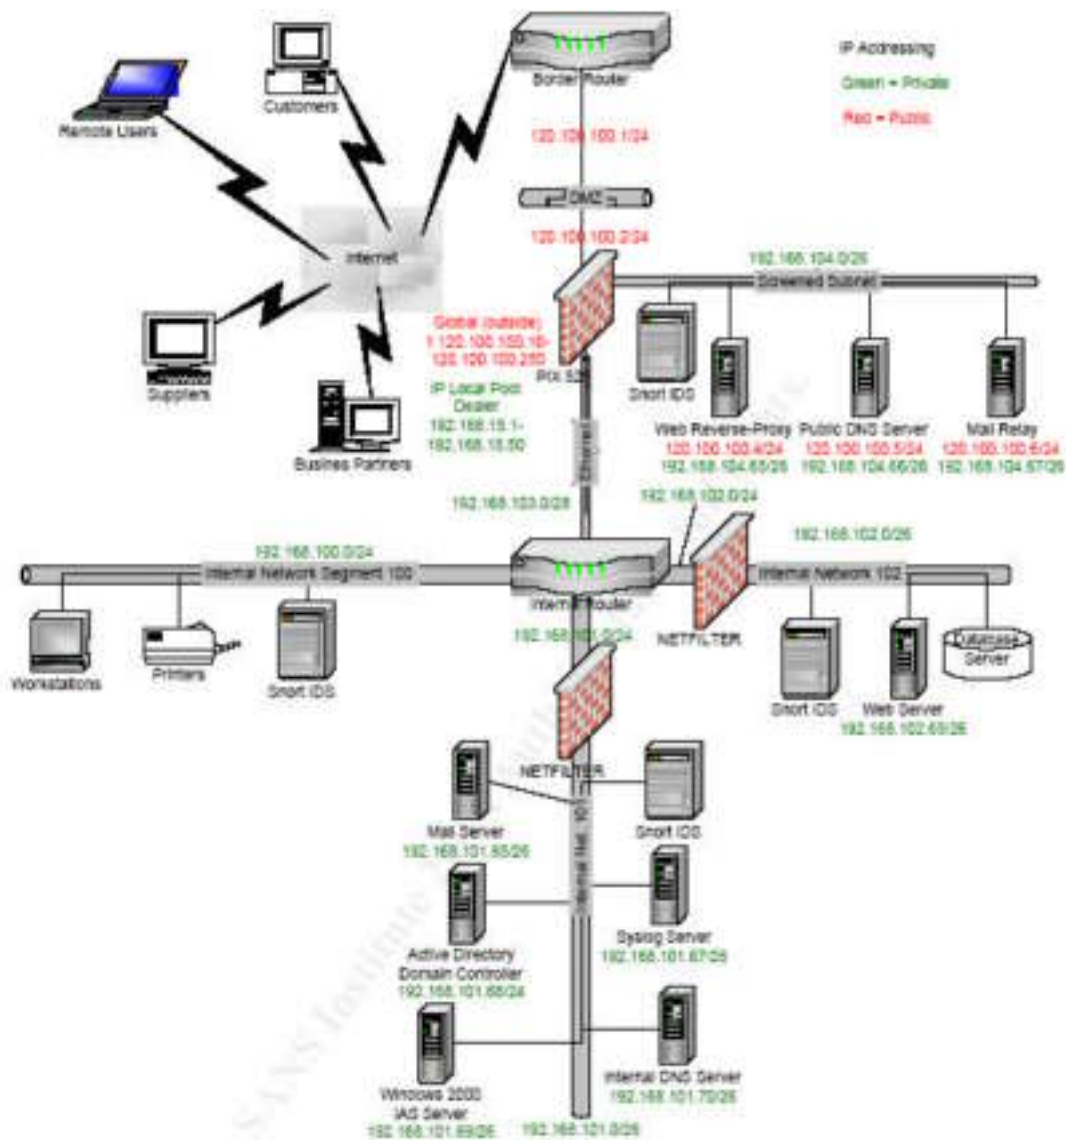 IP Addressing
Green = Private
Red = Public
Border Router
Customers
Remote Users
120.100.100.1/24
DMZ
120.100.100.2/24
Internet
192.168.104.0/26
Screened Subnet
Global (outside)
1 120.100.100.10-
120.100.100.250
PIX 52
IP Local Pool
Dealer
192.168.15.1-
192.168.15.50
Suppliers
Busines Partners
Snort IDS
Web Reverse-Proxy
120.100.100.4/24
192.168.104.65/26
Public DNS Server
120.100.100.5/24
192.168.104.66/26
Mail Relay
120.100.100.6/24
192.168.104.67/26
Ethernet
192.168.103.0/28
192.168.102.0/24
192.168.102.0/26
192.168.100.0/24
Internal Network Segment 100
Internal Router
192.168.101.0/24
Internal Network 102
NETFILTER
Workstations
Printers
Snort IDS
Snort IDS
Web Server
192.168.102.65/26
Database
Server
NETFILTER
Internal Net. 101
Mail Server
192.168.101.65/26
Snort IDS
Active Directory
Domain Controller
192.168.101.66/24
Syslog Server
192.168.101.67/26
Windows 2000
IAS Server
192.168.101.69/26
Internal DNS Server
192.168.101.70/26
192.168.101.0/26
SANS Institute